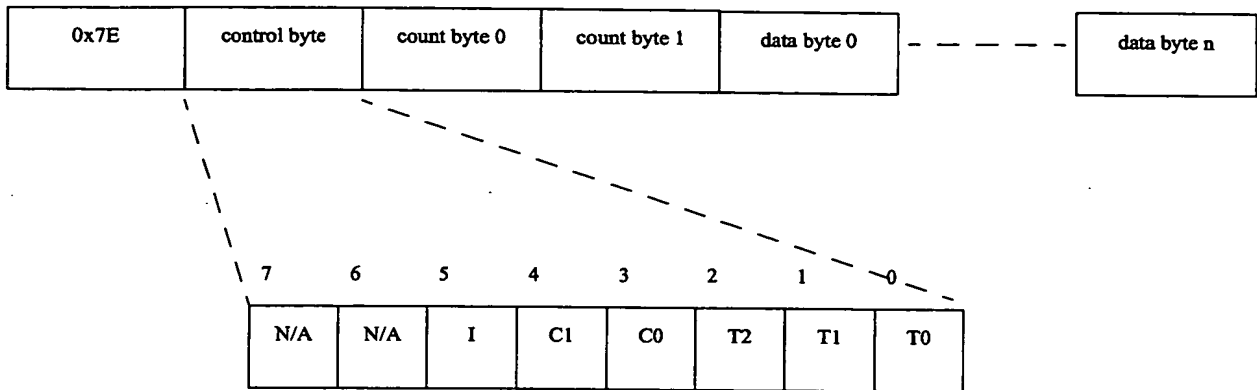 0x7E control byte count byte 0 count byte 1 data byte 0 data byte n
7 6 5 4 3 2 1 0
N/A N/A I C1 C0 T2 T1 T0